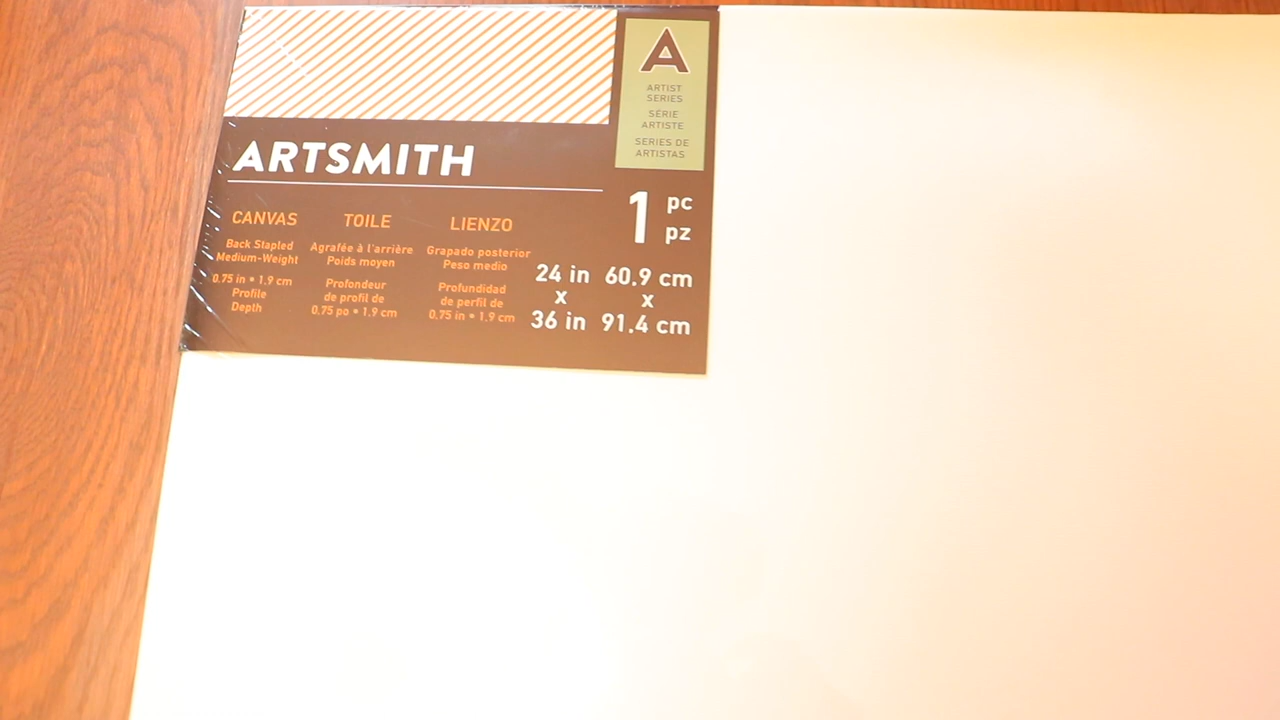 A
ARTIST
SERIES
SÉRIE
ARTISTE
SERIES DE
ARTISTAS
ARTSMITH
1 pc
pz
CANVAS
Back Stapled
Medium-Weight
0.75 in • 1.9 cm
Profile
Depth
TOILE
Agrafée à l'arrière
Poids moyen
Profondeur
de profil de
0.75 po • 1.9 cm
LIENZO
Grapado posterior
Peso medio
Profundidad
de perfil de
0.75 in • 1.9 cm
24 in 60.9 cm
x x
36 in 91.4 cm